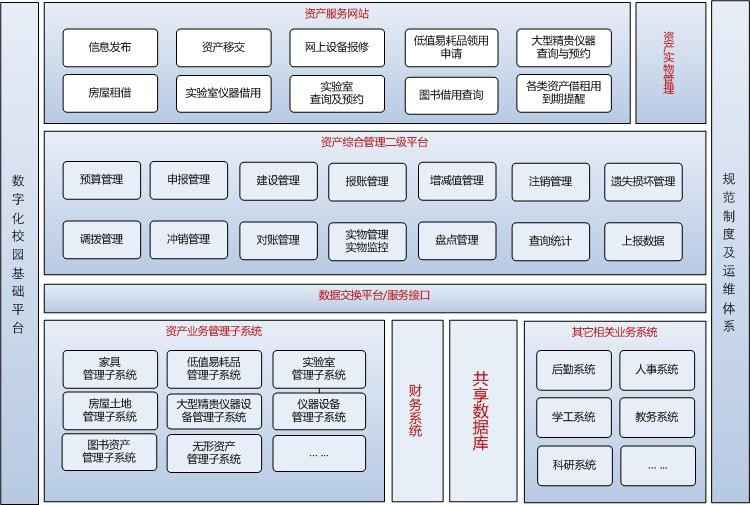 数字化校园基础平台
资产服务网站
信息发布
资产移交
网上设备报修
低值易耗品领用
申请
大型精贵仪器
查询与预约
房屋租借
实验室仪器借用
实验室
查询及预约
图书借用查询
各类资产借租用
到期提醒
资产实物管理
资产综合管理二级平台
预算管理
申报管理
建设管理
报账管理
增减值管理
注销管理
遗失损坏管理
调拨管理
冲销管理
对账管理
实物管理
实物监控
盘点管理
查询统计
上报数据
数据交换平台/服务接口
资产业务管理子系统
家具
管理子系统
低值易耗品
管理子系统
实验室
管理子系统
房屋土地
管理子系统
大型精贵仪器设
备管理子系统
仪器设备
管理子系统
图书资产
管理子系统
无形资产
管理子系统
... ...
财务系统
共享数据库
其它相关业务系统
后勤系统
人事系统
学工系统
教务系统
科研系统
... ...
规范制度及运维体系